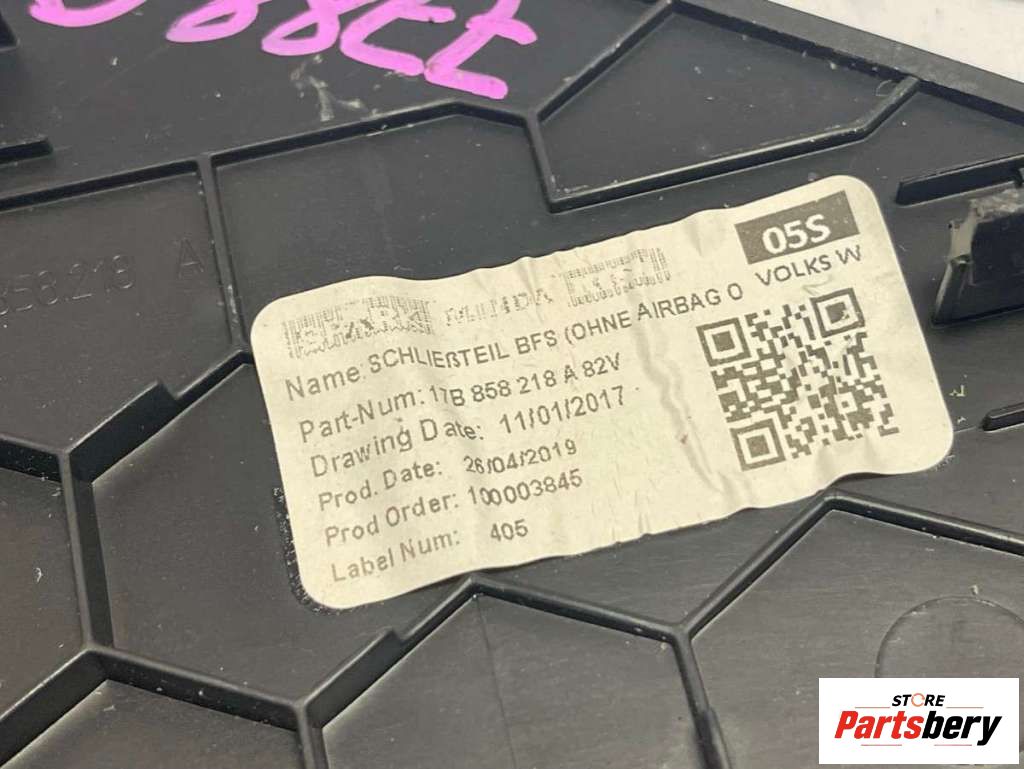 858.218 A
MINDA
05S
VOLKS W
Name: SCHLIEßTEIL BFS (OHNE AIRBAG O
Part-Num: 17B 858 218 A 82V
Drawing Date: 11/01/2017
Prod. Date: 26/04/2019
Prod Order: 100003845
Label Num: 405
STORE
Partsbery